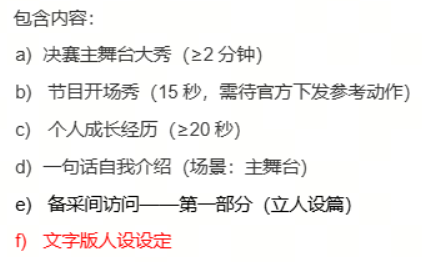 包含内容：
a) 决赛主舞台大秀（≥2 分钟）
b) 节目开场秀（15 秒，需待官方下发参考动作）
c) 个人成长经历（≥20 秒）
d) 一句话自我介绍（场景：主舞台）
e) 备采间访问——第一部分（立人设篇）
f) 文字版人设设定